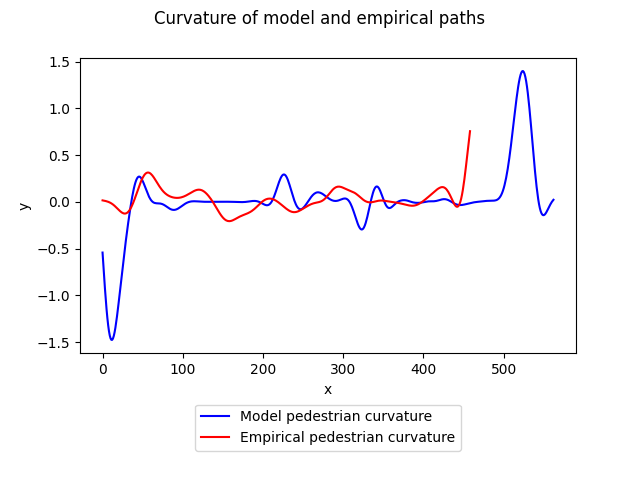 Curvature of model and empirical paths
1.5
1.0
0.5
0.0
−0.5
−1.0
−1.5
y
0 100 200 300 400 500
x
Model pedestrian curvature
Empirical pedestrian curvature